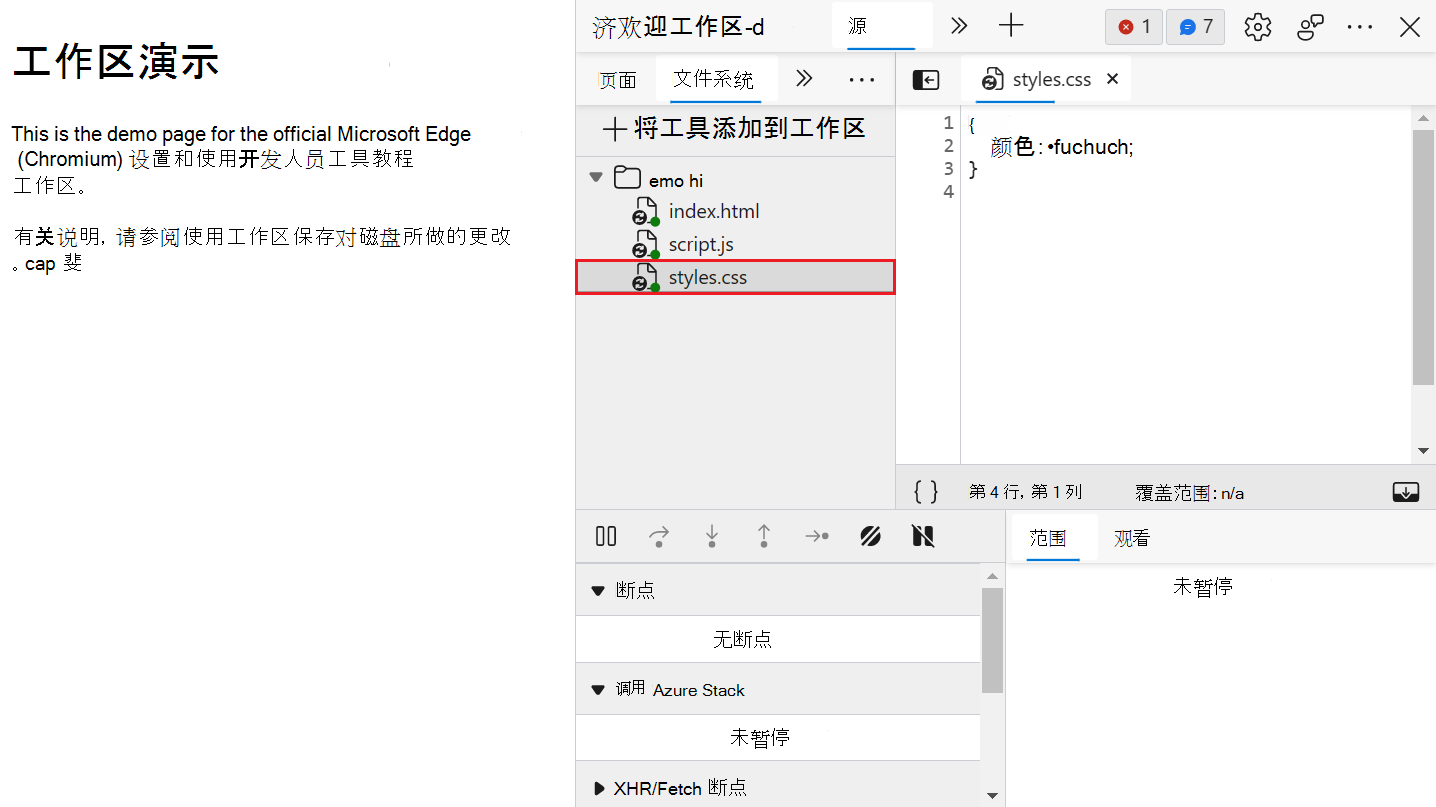 工作区演示
This is the demo page for the official Microsoft Edge
(Chromium) 设置和使用开发人员工具教程
工作区。
有关说明, 请参阅使用工作区保存对磁盘所做的更改
。cap 斐
济欢迎工作区-d
源
1
7
页面
文件系统
styles.css
将工具添加到工作区
emo hi
index.html
script.js
styles.css
1 {
2 颜色:•fuchuch;
3 }
4
{ } 第 4 行, 第 1 列 覆盖范围: n/a
范围 观看
未暂停
断点
无断点
调用 Azure Stack
未暂停
XHR/Fetch 断点